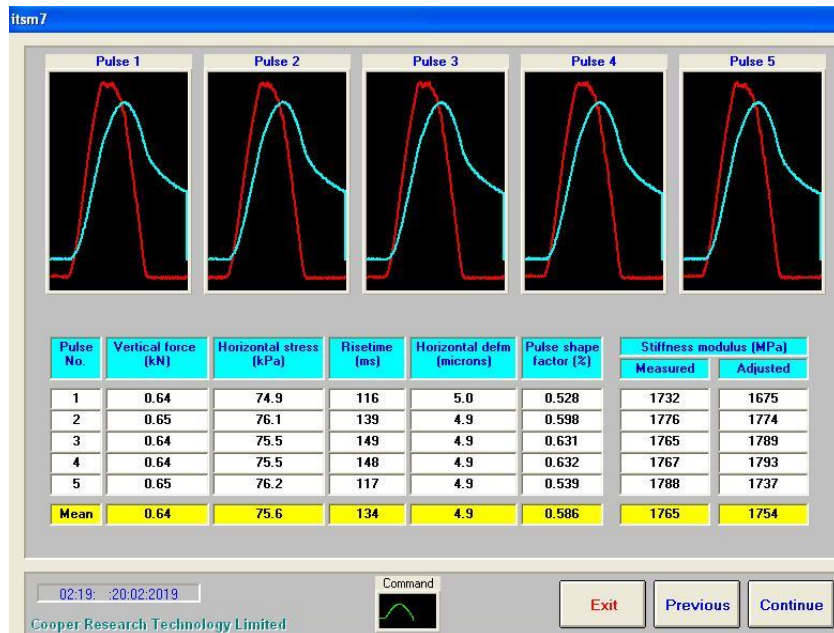 itsm7
Pulse 1 Pulse 2 Pulse 3 Pulse 4 Pulse 5
Pulse No. Vertical force (kN) Horizontal stress (kPa) Risetime (ms) Horizontal defm (microns) Pulse shape factor (%) Stiffness modulus (MPa)
Measured Adjusted
1 0.64 74.9 116 5.0 0.528 1732 1675
2 0.65 76.1 139 4.9 0.598 1776 1774
3 0.64 75.5 149 4.9 0.631 1765 1789
4 0.64 75.5 148 4.9 0.632 1767 1793
5 0.65 76.2 117 4.9 0.539 1788 1737
Mean 0.64 75.6 134 4.9 0.586 1765 1754
02:19: :20:02:2019
Command
Exit Previous Continue
Cooper Research Technology Limited